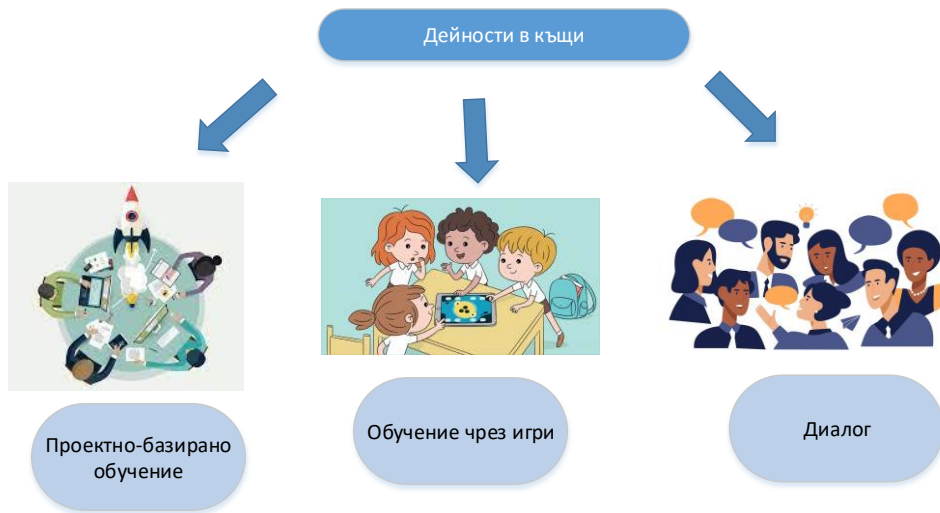 Дейности в къщи
Проектно-базирано
обучение
Обучение чрез игри
Диалог